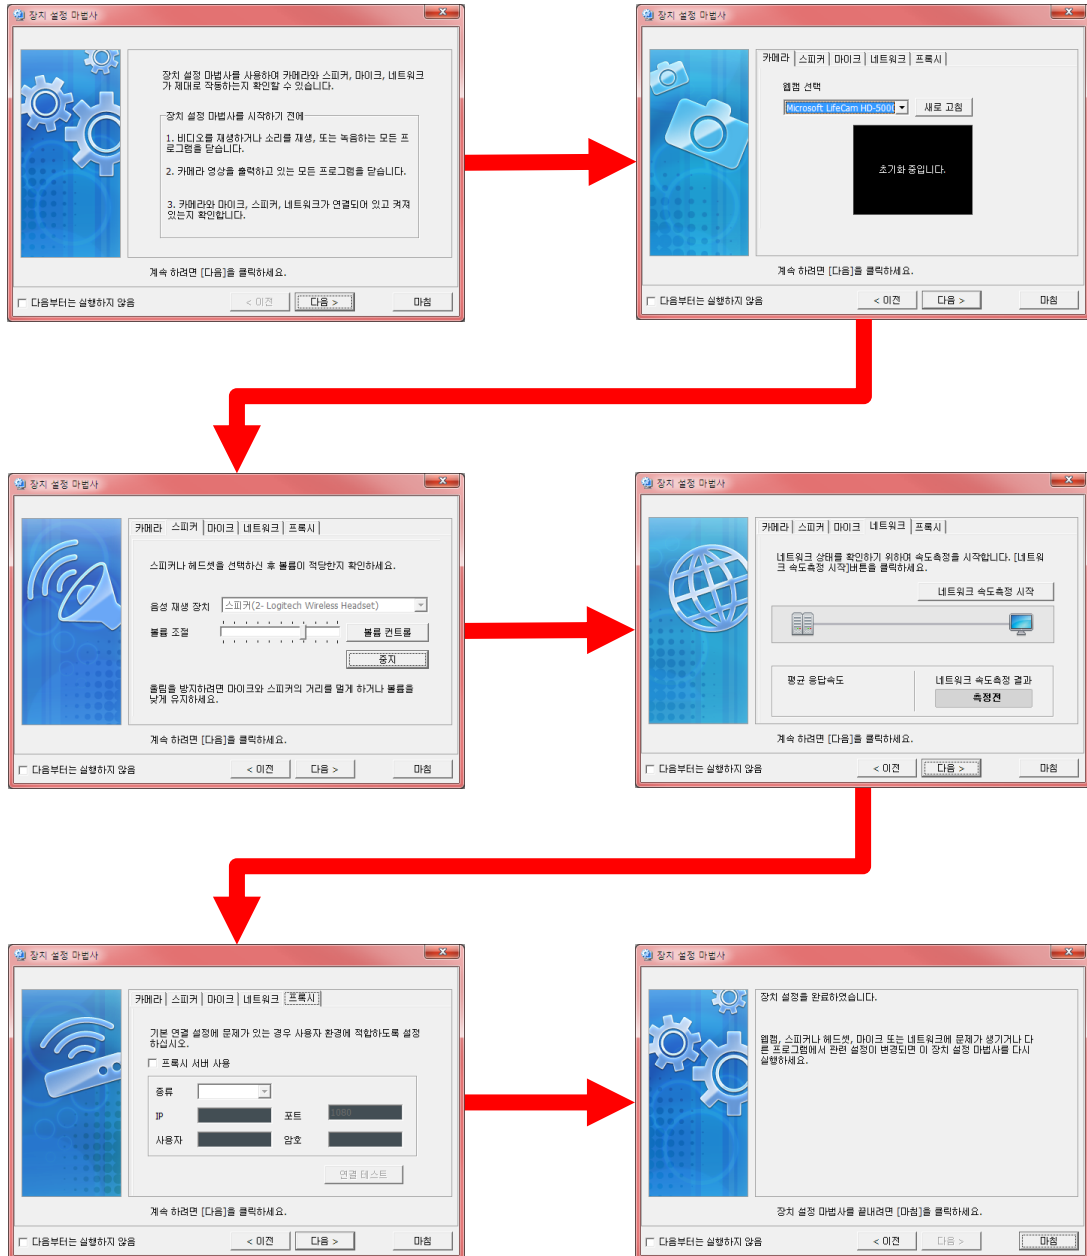 장치 설정 마법사
장치 설정 마법사를 사용하여 카메라와 스피커, 마이크, 네트워크
가 제대로 작동하는지 확인할 수 있습니다.
장치 설정 마법사를 시작하기 전에
1. 비디오를 재생하거나 소리를 재생, 또는 녹음하는 모든 프
로그램을 닫습니다.
2. 카메라 영상을 출력하고 있는 모든 프로그램을 닫습니다.
3. 카메라와 마이크, 스피커, 네트워크가 연결되어 있고 켜져
있는지 확인합니다.
계속 하려면 [다음]을 클릭하세요.
다음부터는 실행하지 않음
< 이전
다음 >
마침
장치 설정 마법사
카메라 스피커 마이크 네트워크 프록시
웹캠 선택
Microsoft LifeCam HD-5000
새로 고침
초기화 중입니다.
계속 하려면 [다음]을 클릭하세요.
다음부터는 실행하지 않음
< 이전
다음 >
마침
장치 설정 마법사
카메라 스피커 마이크 네트워크 프록시
스피커나 헤드셋을 선택하신 후 볼륨이 적당한지 확인하세요.
음성 재생 장치
스피커(2- Logitech Wireless Headset)
볼륨 조절
볼륨 컨트롤
중지
울림을 방지하려면 마이크와 스피커의 거리를 멀게 하거나 볼륨을
낮게 유지하세요.
계속 하려면 [다음]을 클릭하세요.
다음부터는 실행하지 않음
< 이전
다음 >
마침
장치 설정 마법사
카메라 스피커 마이크 네트워크 프록시
네트워크 상태를 확인하기 위하여 속도측정을 시작합니다. [네트워
크 속도측정 시작]버튼을 클릭하세요.
네트워크 속도측정 시작
평균 응답속도
네트워크 속도측정 결과
측정전
계속 하려면 [다음]을 클릭하세요.
다음부터는 실행하지 않음
< 이전
다음 >
마침
장치 설정 마법사
카메라 스피커 마이크 네트워크 프록시
기본 연결 설정에 문제가 있는 경우 사용자 환경에 적합하도록 설정
하십시오.
프록시 서버 사용
종류
IP
포트
1080
사용자
암호
연결 테스트
계속 하려면 [다음]을 클릭하세요.
다음부터는 실행하지 않음
< 이전
다음 >
마침
장치 설정 마법사
장치 설정을 완료하였습니다.
웹캠, 스피커나 헤드셋, 마이크 또는 네트워크에 문제가 생기거나 다
른 프로그램에서 관련 설정이 변경되면 이 장치 설정 마법사를 다시
실행하세요.
장치 설정 마법사를 끝내려면 [마침]을 클릭하세요.
다음부터는 실행하지 않음
< 이전
다음 >
마침